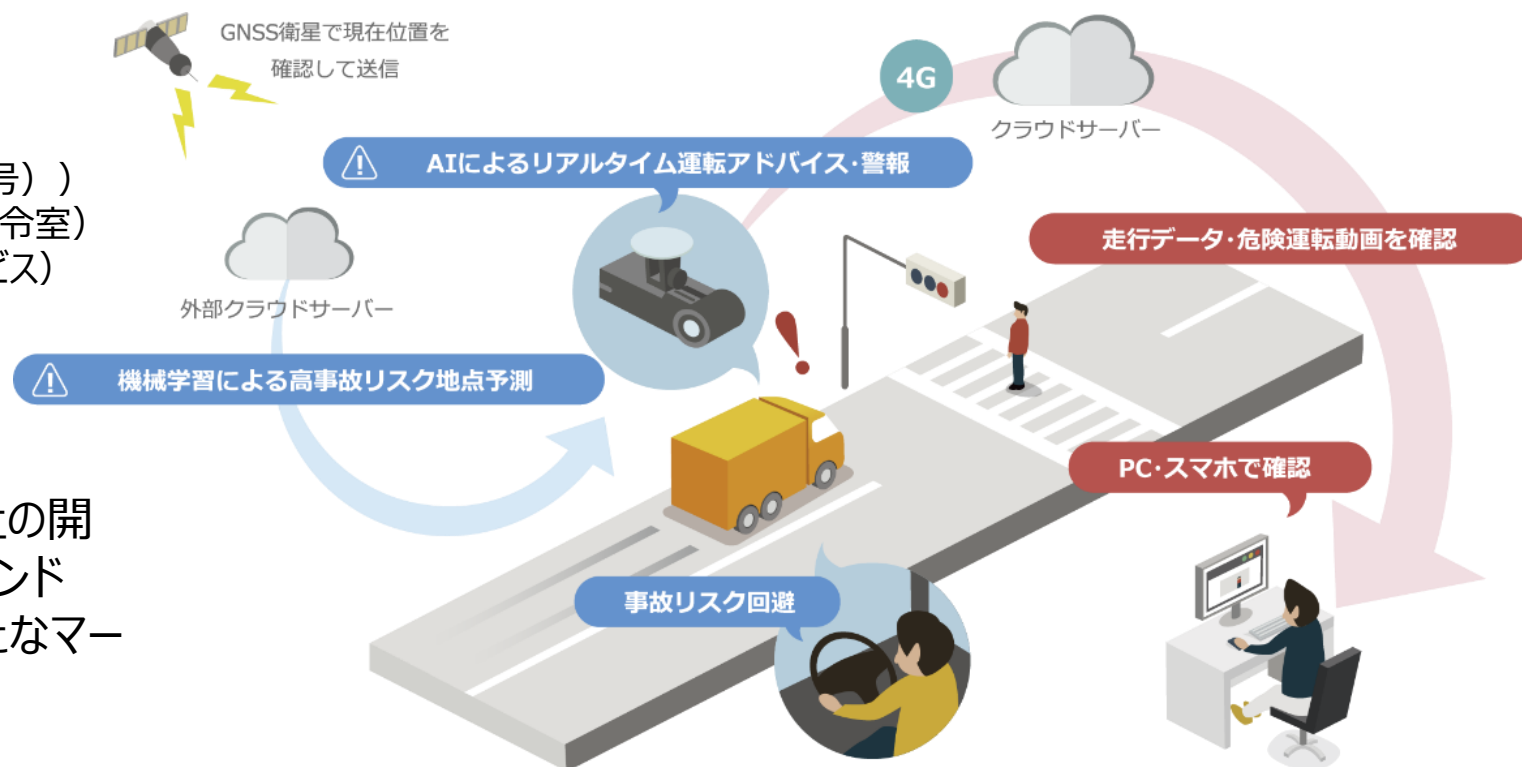 GNSS衛星で現在位置を
確認して送信
4G
クラウドサーバー
号））
令室）
ビス）
AIによるリアルタイム運転アドバイス・警報
走行データ・危険運転動画を確認
外部クラウドサーバー
機械学習による高事故リスク地点予測
PC・スマホで確認
社の開
ンド
たなマー
事故リスク回避